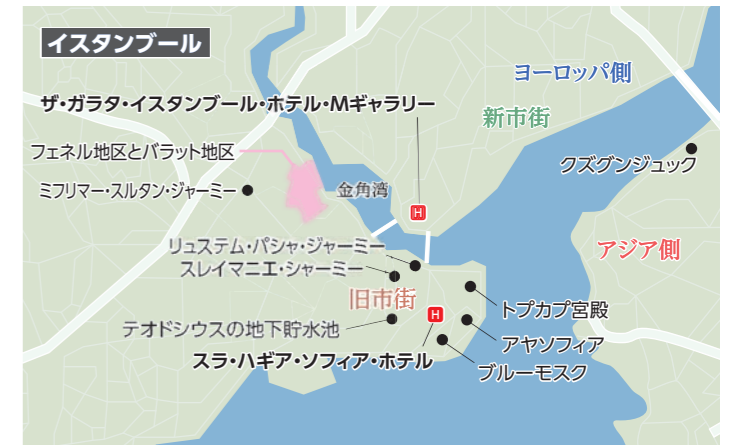 イスタンブール
ヨーロッパ側
ザ・ガラタ・イスタンブール・ホテル・Mギャラリー
新市街
フェネル地区とバラット地区
クズグンジュック
ミフリマー・スルタン・ジャーミー
金角湾
H
リュステム・パシャ・ジャーミー
アジア側
スレイマニエ・シャーミー
旧市街
トプカプ宮殿
H
テオドシウスの地下貯水池
アヤソフィア
スラ・ハギア・ソフィア・ホテル
ブルーモスク